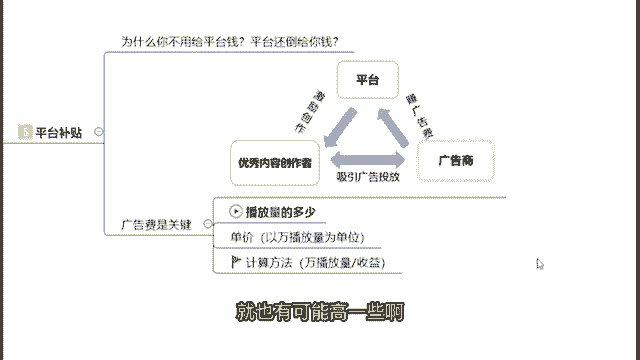 为什么你不用给平台钱？平台还倒给你钱？
平台
激励创作
赚广告费
5 平台补贴
优秀内容创作者
广告商
吸引广告投放
播放量的多少
广告费是关键
单价（以万播放量为单位）
计算方法（万播放量/收益）
就也有可能高一些啊